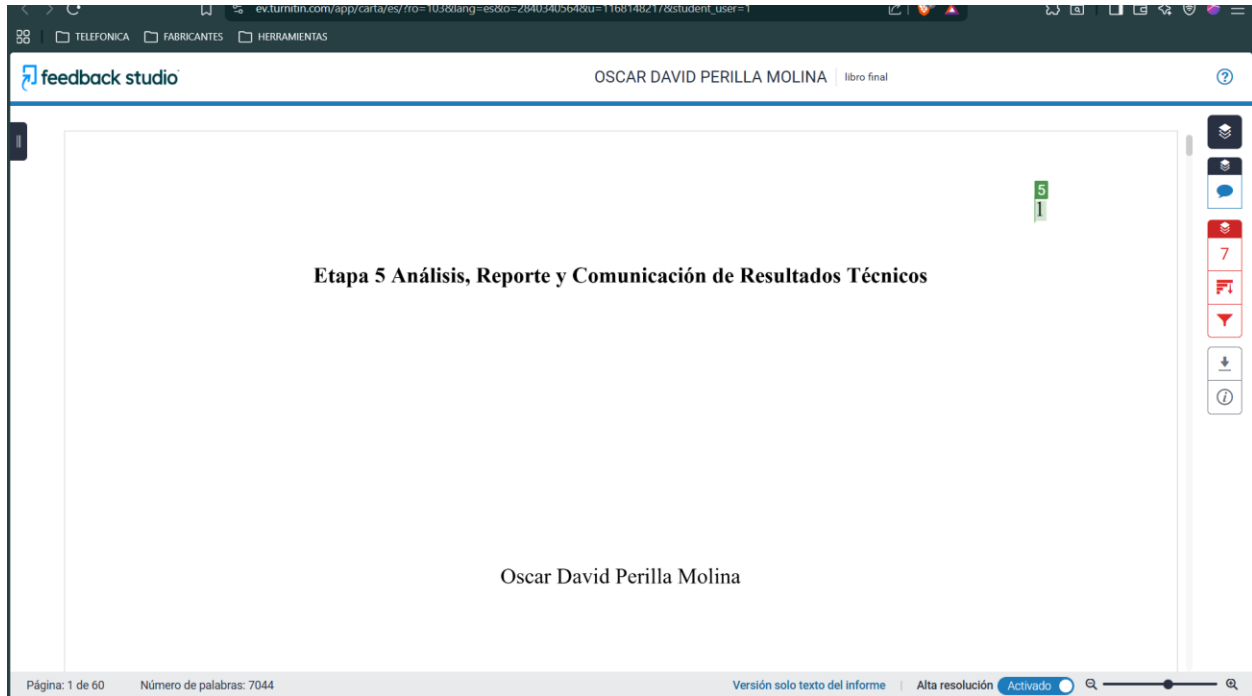 ev.turnitin.com/app/carta/es/?ro=103&lang=es&o=2840340564&u=1168148217&student_user=1
TELEFONICA FABRICANTES HERRAMIENTAS
feedback studio OSCAR DAVID PERILLA MOLINA libro final
5
1
7
Etapa 5 Análisis, Reporte y Comunicación de Resultados Técnicos
Oscar David Perilla Molina
Página: 1 de 60 Número de palabras: 7044 Versión solo texto del informe Alta resolución Activado